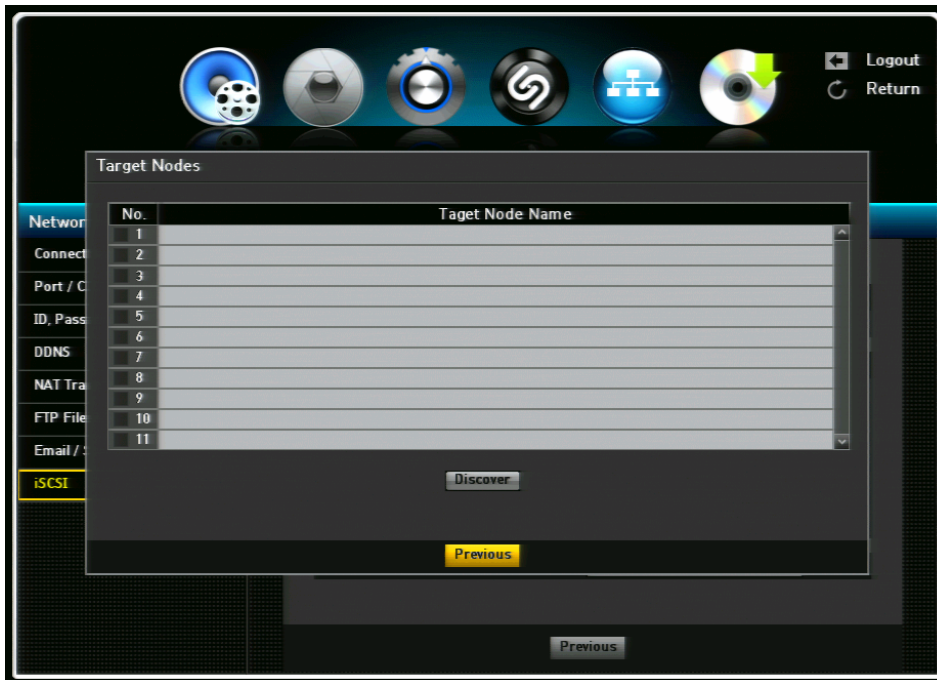 Logout
Return
Target Nodes
No. Taget Node Name
1
2
3
4
5
6
7
8
9
10
11
Networ
Connect
Port / C
ID, Pass
DDNS
NAT Tra
FTP File
Email / S
iSCSI
Discover
Previous
Previous